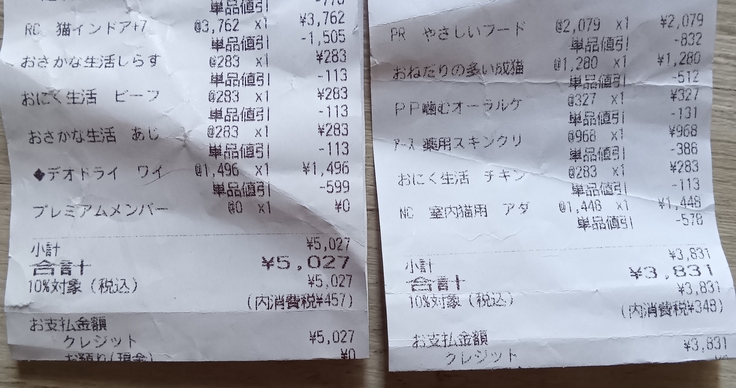 RC 猫インドア+7 @3,762 x1 ¥3,762
単品値引 -1,505
おさかな生活しらす @283 x1 ¥283
単品値引 -113
おにく生活 ビーフ @283 x1 ¥283
単品値引 -113
おさかな生活 あじ @283 x1 ¥283
単品値引 -113
◆デオドライ ワイ @1,496 x1 ¥1,496
単品値引 -599
プレミアムメンバー @0 x1 ¥0
小計 ¥5,027
合計 ¥5,027
10%対象(税込) ¥5,027
(内消費税¥457)
お支払金額
クレジット ¥5,027
お預り(現金) ¥0
PR やさしいフード @2,079 x1 ¥2,079
単品値引 -832
おねだりの多い成猫 @1,280 x1 ¥1,280
単品値引 -512
PP噛むオーラルケ @327 x1 ¥327
単品値引 -131
アース 薬用スキンクリ @968 x1 ¥968
単品値引 -386
おにく生活 チキン @283 x1 ¥283
単品値引 -113
NC 室内猫用 アダ @1,448 x1 ¥1,448
単品値引 -578
小計 ¥3,831
合計 ¥3,831
10%対象(税込) ¥3,831
(内消費税¥348)
お支払金額
クレジット ¥3,831